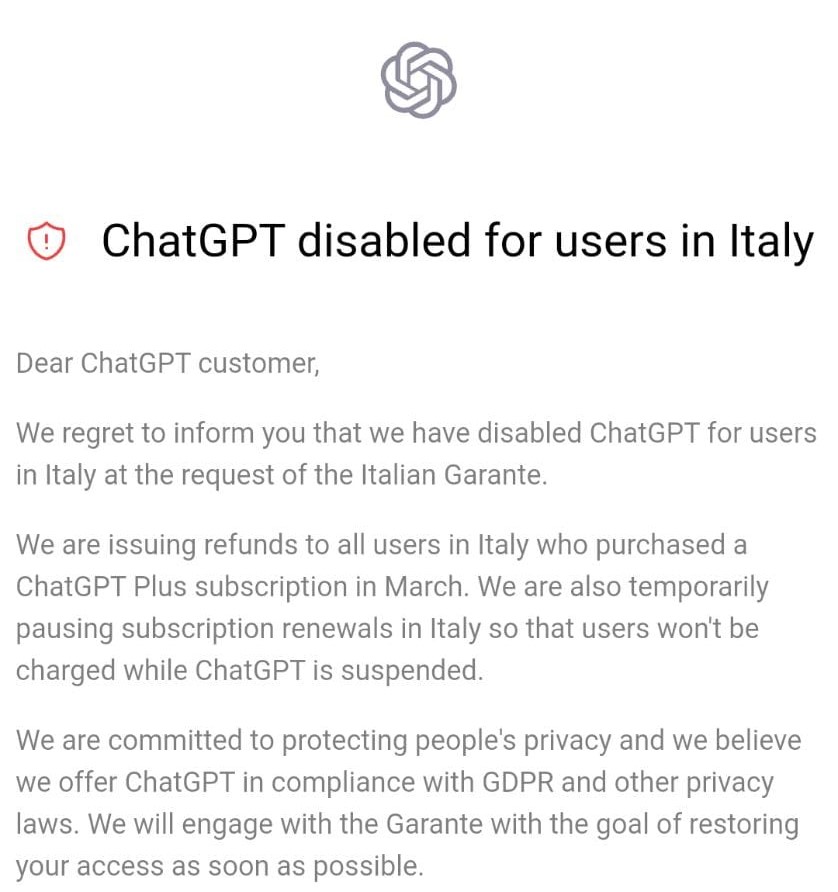 ChatGPT disabled for users in Italy
Dear ChatGPT customer,
We regret to inform you that we have disabled ChatGPT for users
in Italy at the request of the Italian Garante.
We are issuing refunds to all users in Italy who purchased a
ChatGPT Plus subscription in March. We are also temporarily
pausing subscription renewals in Italy so that users won't be
charged while ChatGPT is suspended.
We are committed to protecting people's privacy and we believe
we offer ChatGPT in compliance with GDPR and other privacy
laws. We will engage with the Garante with the goal of restoring
your access as soon as possible.